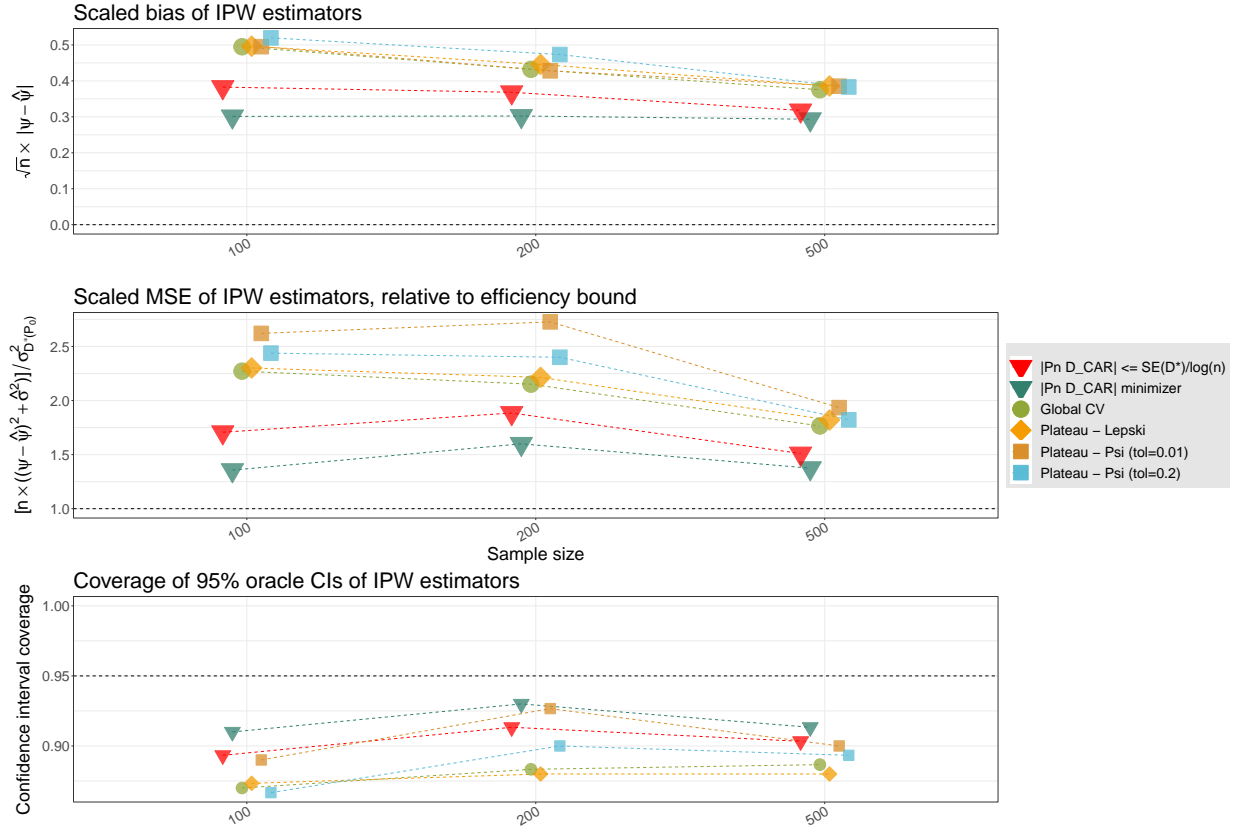 Scaled bias of IPW estimators
√n × |ψ − ψ̂|
0.5
0.4
0.3
0.2
0.1
0.0
100
200
500
Scaled MSE of IPW estimators, relative to efficiency bound
[n × ((ψ − ψ̂)² + σ̂²)] / σ²_D*(P₀)
2.5
2.0
1.5
1.0
100
200
500
Sample size
|Pn D_CAR| <= SE(D*)/log(n)
|Pn D_CAR| minimizer
Global CV
Plateau − Lepski
Plateau − Psi (tol=0.01)
Plateau − Psi (tol=0.2)
Coverage of 95% oracle CIs of IPW estimators
Confidence interval coverage
1.00
0.95
0.90
100
200
500